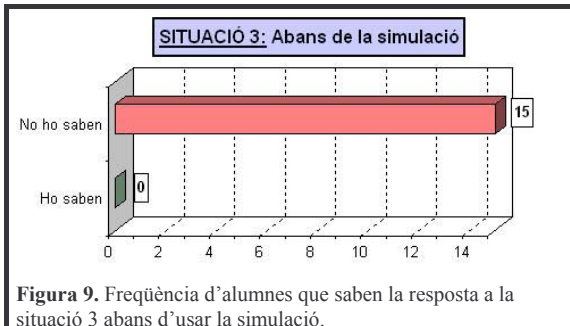 SITUACIÓ 3: Abans de la simulació
No ho saben
15
Ho saben
0
0 2 4 6 8 10 12 14
Figura 9. Freqüència d'alumnes que saben la resposta a la
situació 3 abans d'usar la simulació.